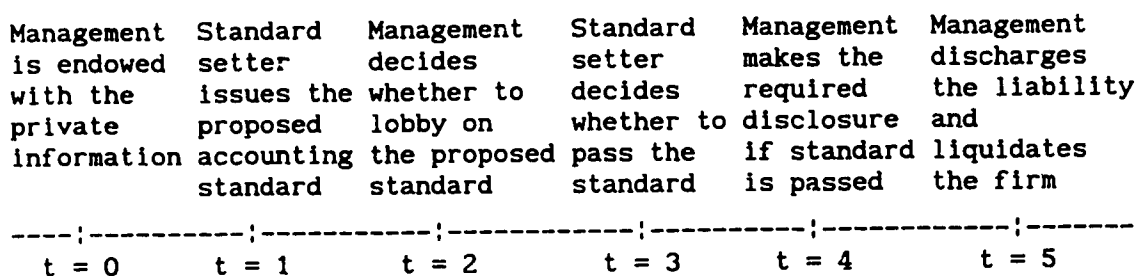 Management Standard Management Standard Management Management
is endowed setter decides setter makes the discharges
with the issues the whether to decides required the liability
private proposed lobby on whether to disclosure and
information accounting the proposed pass the if standard liquidates
standard standard standard is passed the firm
----¦----------¦-----------¦------------¦----------¦-------------¦-------
t = 0 t = 1 t = 2 t = 3 t = 4 t = 5